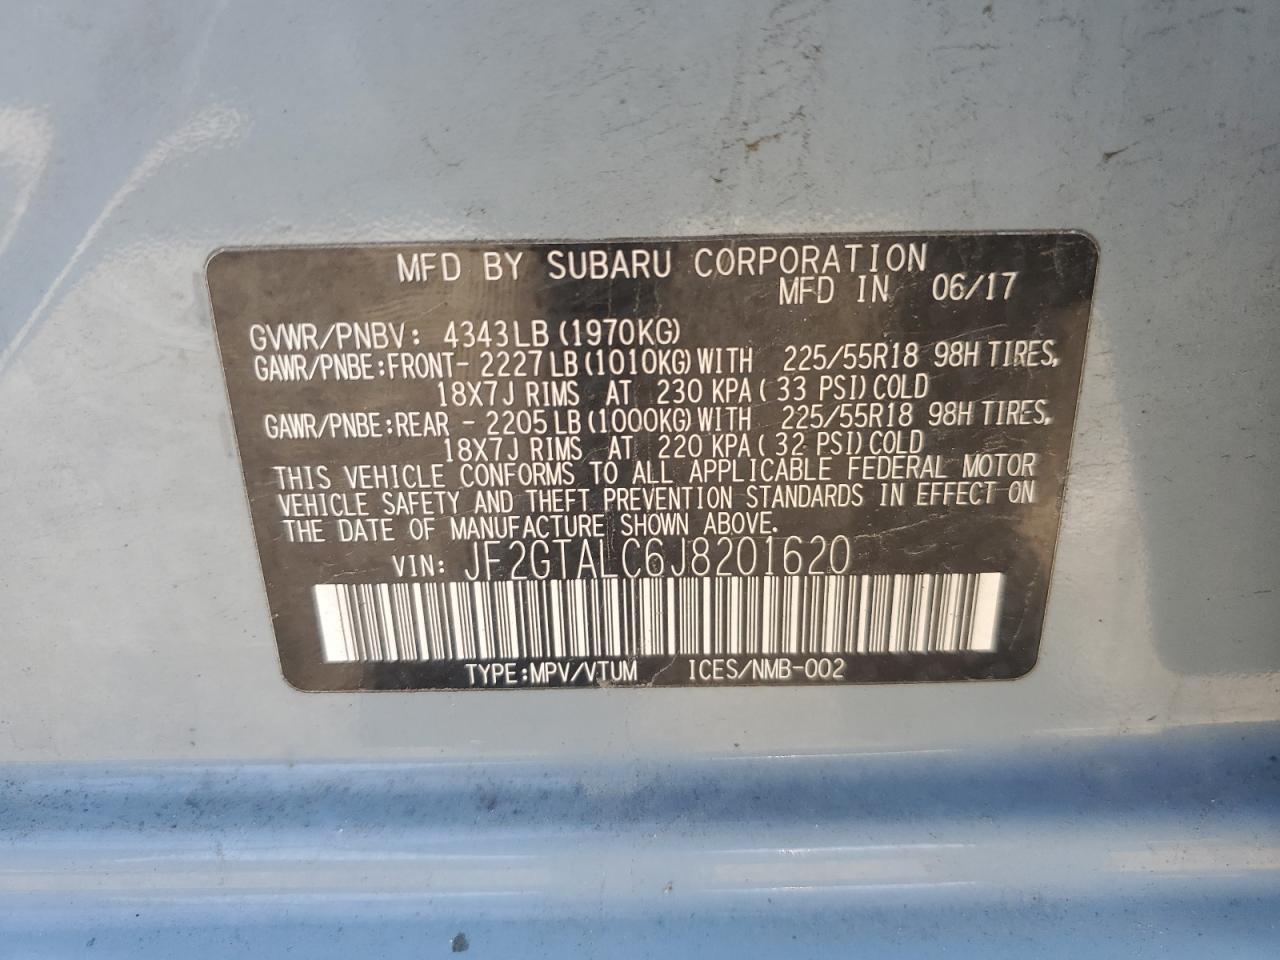 MFD BY SUBARU CORPORATION
MFD IN 06/17
GVWR/PNBV: 4343LB (1970KG)
GAWR/PNBE:FRONT- 2227LB(1010KG)WITH 225/55R18 98H TIRES,
18X7J RIMS AT 230 KPA( 33 PSI)COLD
GAWR/PNBE:REAR - 2205LB(1000KG)WITH 225/55R18 98H TIRES,
18X7J RIMS AT 220 KPA( 32 PSI)COLD
THIS VEHICLE CONFORMS TO ALL APPLICABLE FEDERAL MOTOR
VEHICLE SAFETY AND THEFT PREVENTION STANDARDS IN EFFECT ON
THE DATE OF MANUFACTURE SHOWN ABOVE.
VIN: JF2GTALC6J8201620
TYPE:MPV/VTUM ICES/NMB-002